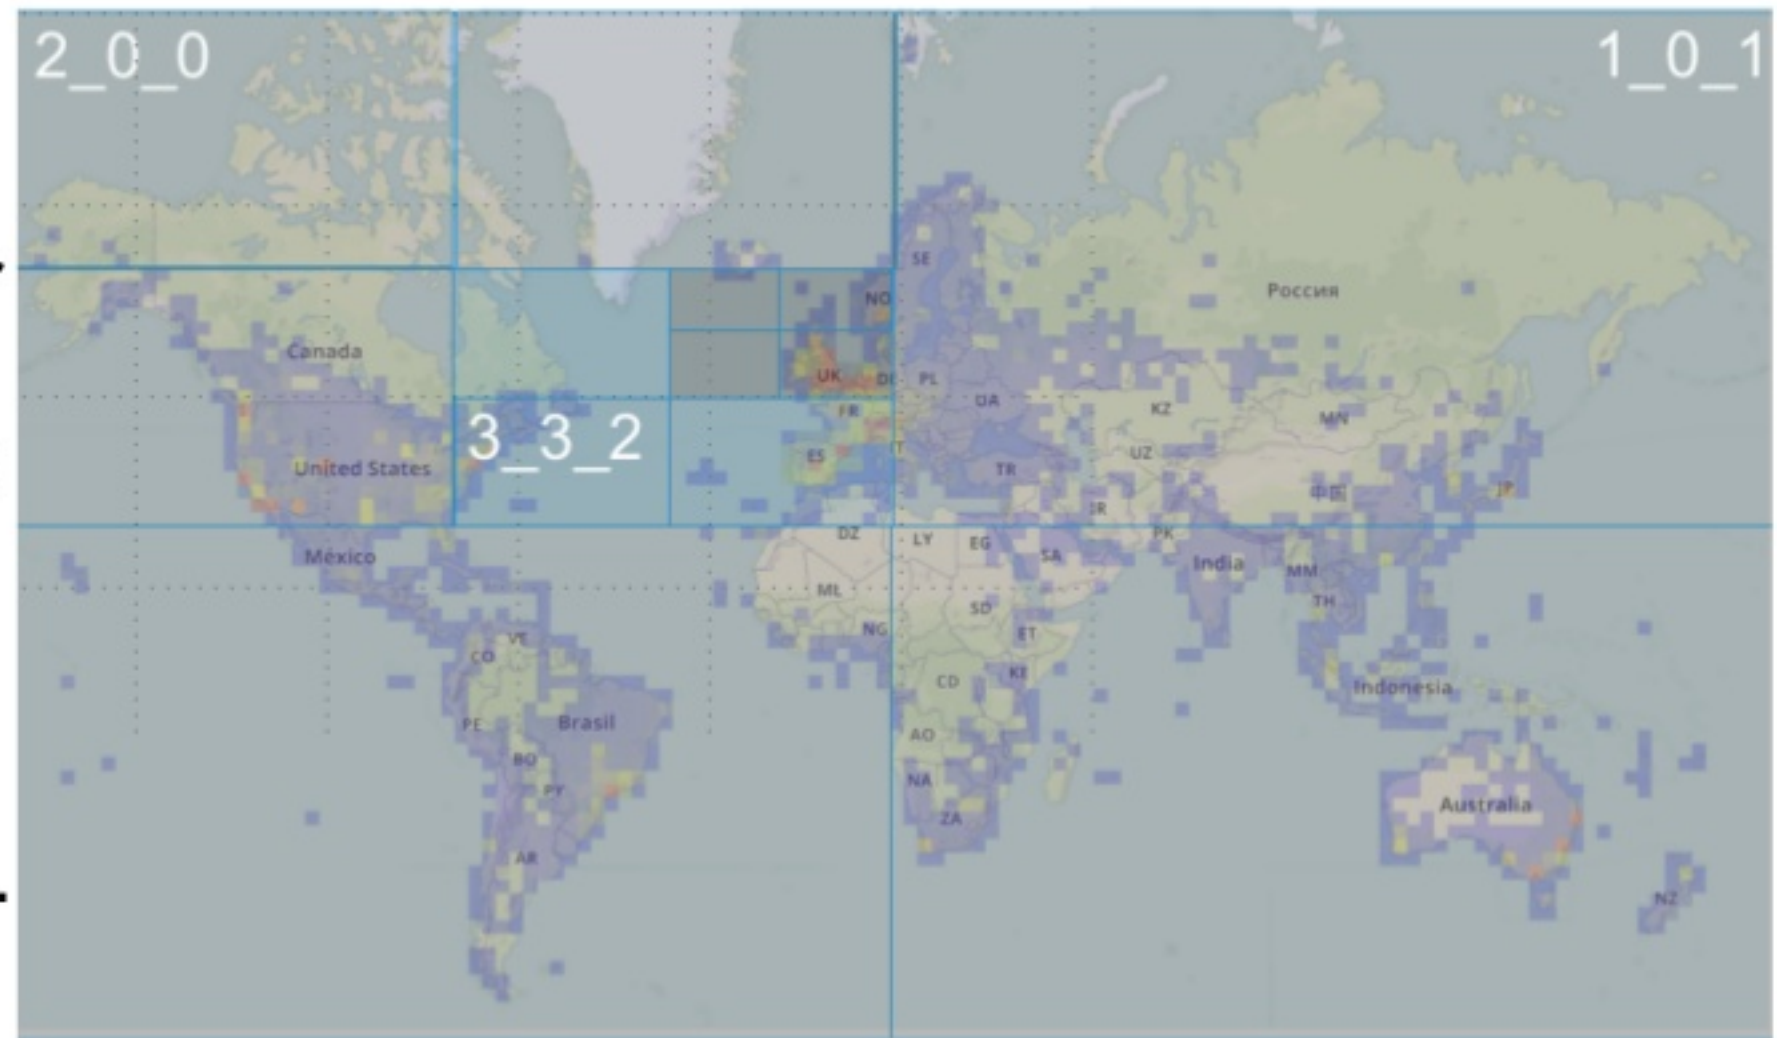 2_0_0
1_0_1
SE
Россия
NO
Canada
UK
PL
UA
KZ
MN
FR
3_3_2
UZ
ES
United States
TR
中国
JP
IR
DZ
LY
EG
PK
México
SA
India
MM
ML
TH
SD
NG
ET
VE
CO
KE
CD
Indonesia
PE
Brasil
AO
BO
NA
PY
Australia
ZA
AR
NZ